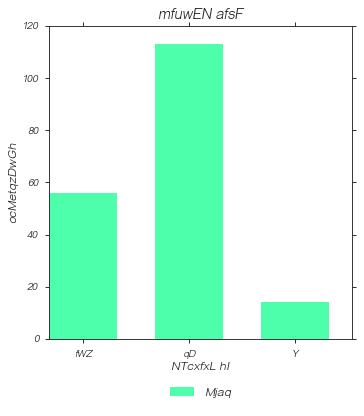 mfuwEN afsF
ocMetqzDwGh
120
100
80
60
40
20
0
fWZ
qD
Y
NTcxfxL hI
Mjaq